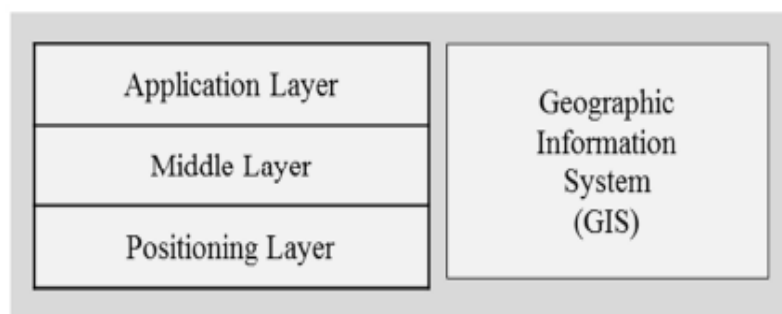 Application Layer
Middle Layer
Positioning Layer
Geographic
Information
System
(GIS)